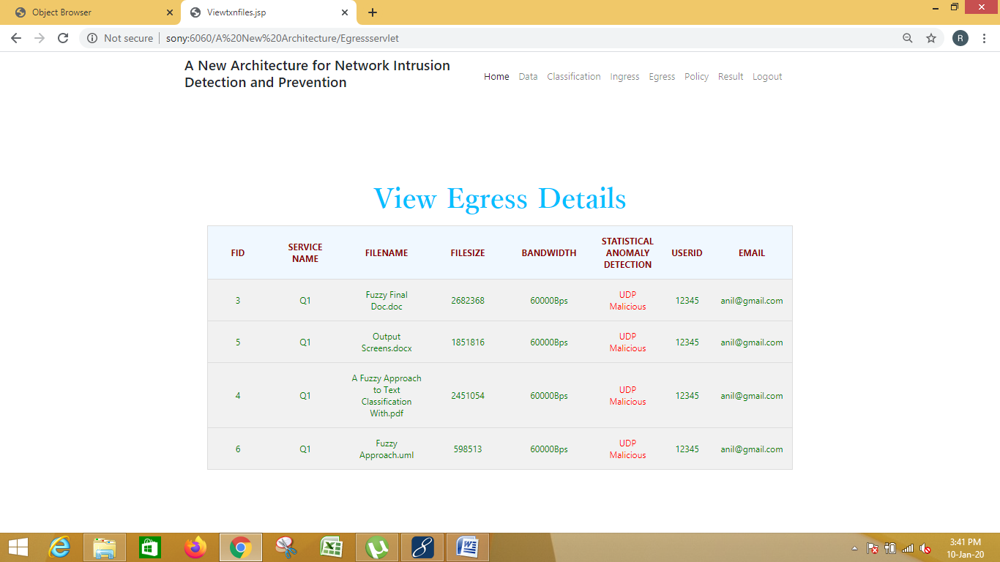 Object Browser
Viewtxnfiles.jsp
Not secure
sony:6060/A%20New%20Architecture/Egressservlet
R
A New Architecture for Network Intrusion
Detection and Prevention
Home Data Classification Ingress Egress Policy Result Logout
View Egress Details
FID SERVICE NAME FILENAME FILESIZE BANDWIDTH STATISTICAL ANOMALY DETECTION USERID EMAIL
3 Q1 Fuzzy Final Doc.doc 2682368 60000Bps UDP Malicious 12345 anil@gmail.com
5 Q1 Output Screens.docx 1851816 60000Bps UDP Malicious 12345 anil@gmail.com
4 Q1 A Fuzzy Approach to Text Classification With.pdf 2451054 60000Bps UDP Malicious 12345 anil@gmail.com
6 Q1 Fuzzy Approach.uml 598513 60000Bps UDP Malicious 12345 anil@gmail.com
3:41 PM
10-Jan-20